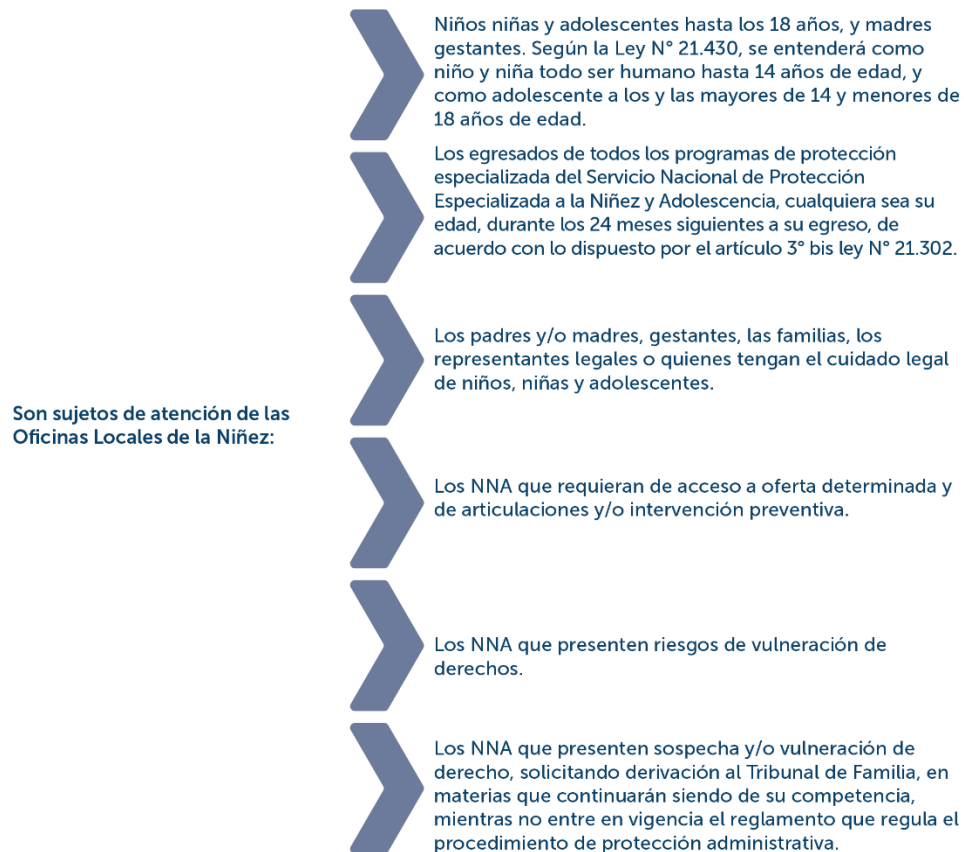 Son sujetos de atención de las
Oficinas Locales de la Niñez:
Niños niñas y adolescentes hasta los 18 años, y madres
gestantes. Según la Ley N° 21.430, se entenderá como
niño y niña todo ser humano hasta 14 años de edad, y
como adolescente a los y las mayores de 14 y menores de
18 años de edad.
Los egresados de todos los programas de protección
especializada del Servicio Nacional de Protección
Especializada a la Niñez y Adolescencia, cualquiera sea su
edad, durante los 24 meses siguientes a su egreso, de
acuerdo con lo dispuesto por el artículo 3° bis ley N° 21.302.
Los padres y/o madres, gestantes, las familias, los
representantes legales o quienes tengan el cuidado legal
de niños, niñas y adolescentes.
Los NNA que requieran de acceso a oferta determinada y
de articulaciones y/o intervención preventiva.
Los NNA que presenten riesgos de vulneración de
derechos.
Los NNA que presenten sospecha y/o vulneración de
derecho, solicitando derivación al Tribunal de Familia, en
materias que continuarán siendo de su competencia,
mientras no entre en vigencia el reglamento que regula el
procedimiento de protección administrativa.